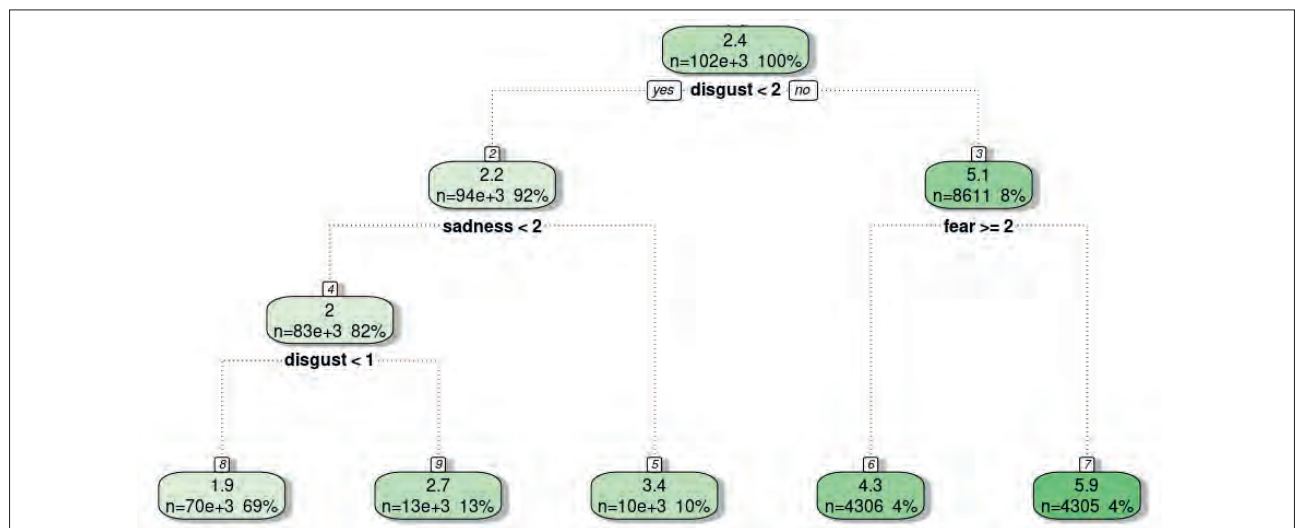 2.4
n=102e+3 100%
yes disgust < 2 no
2
2.2
n=94e+3 92%
3
5.1
n=8611 8%
sadness < 2
fear >= 2
4
2
n=83e+3 82%
disgust < 1
8
1.9
n=70e+3 69%
9
2.7
n=13e+3 13%
5
3.4
n=10e+3 10%
6
4.3
n=4306 4%
7
5.9
n=4305 4%